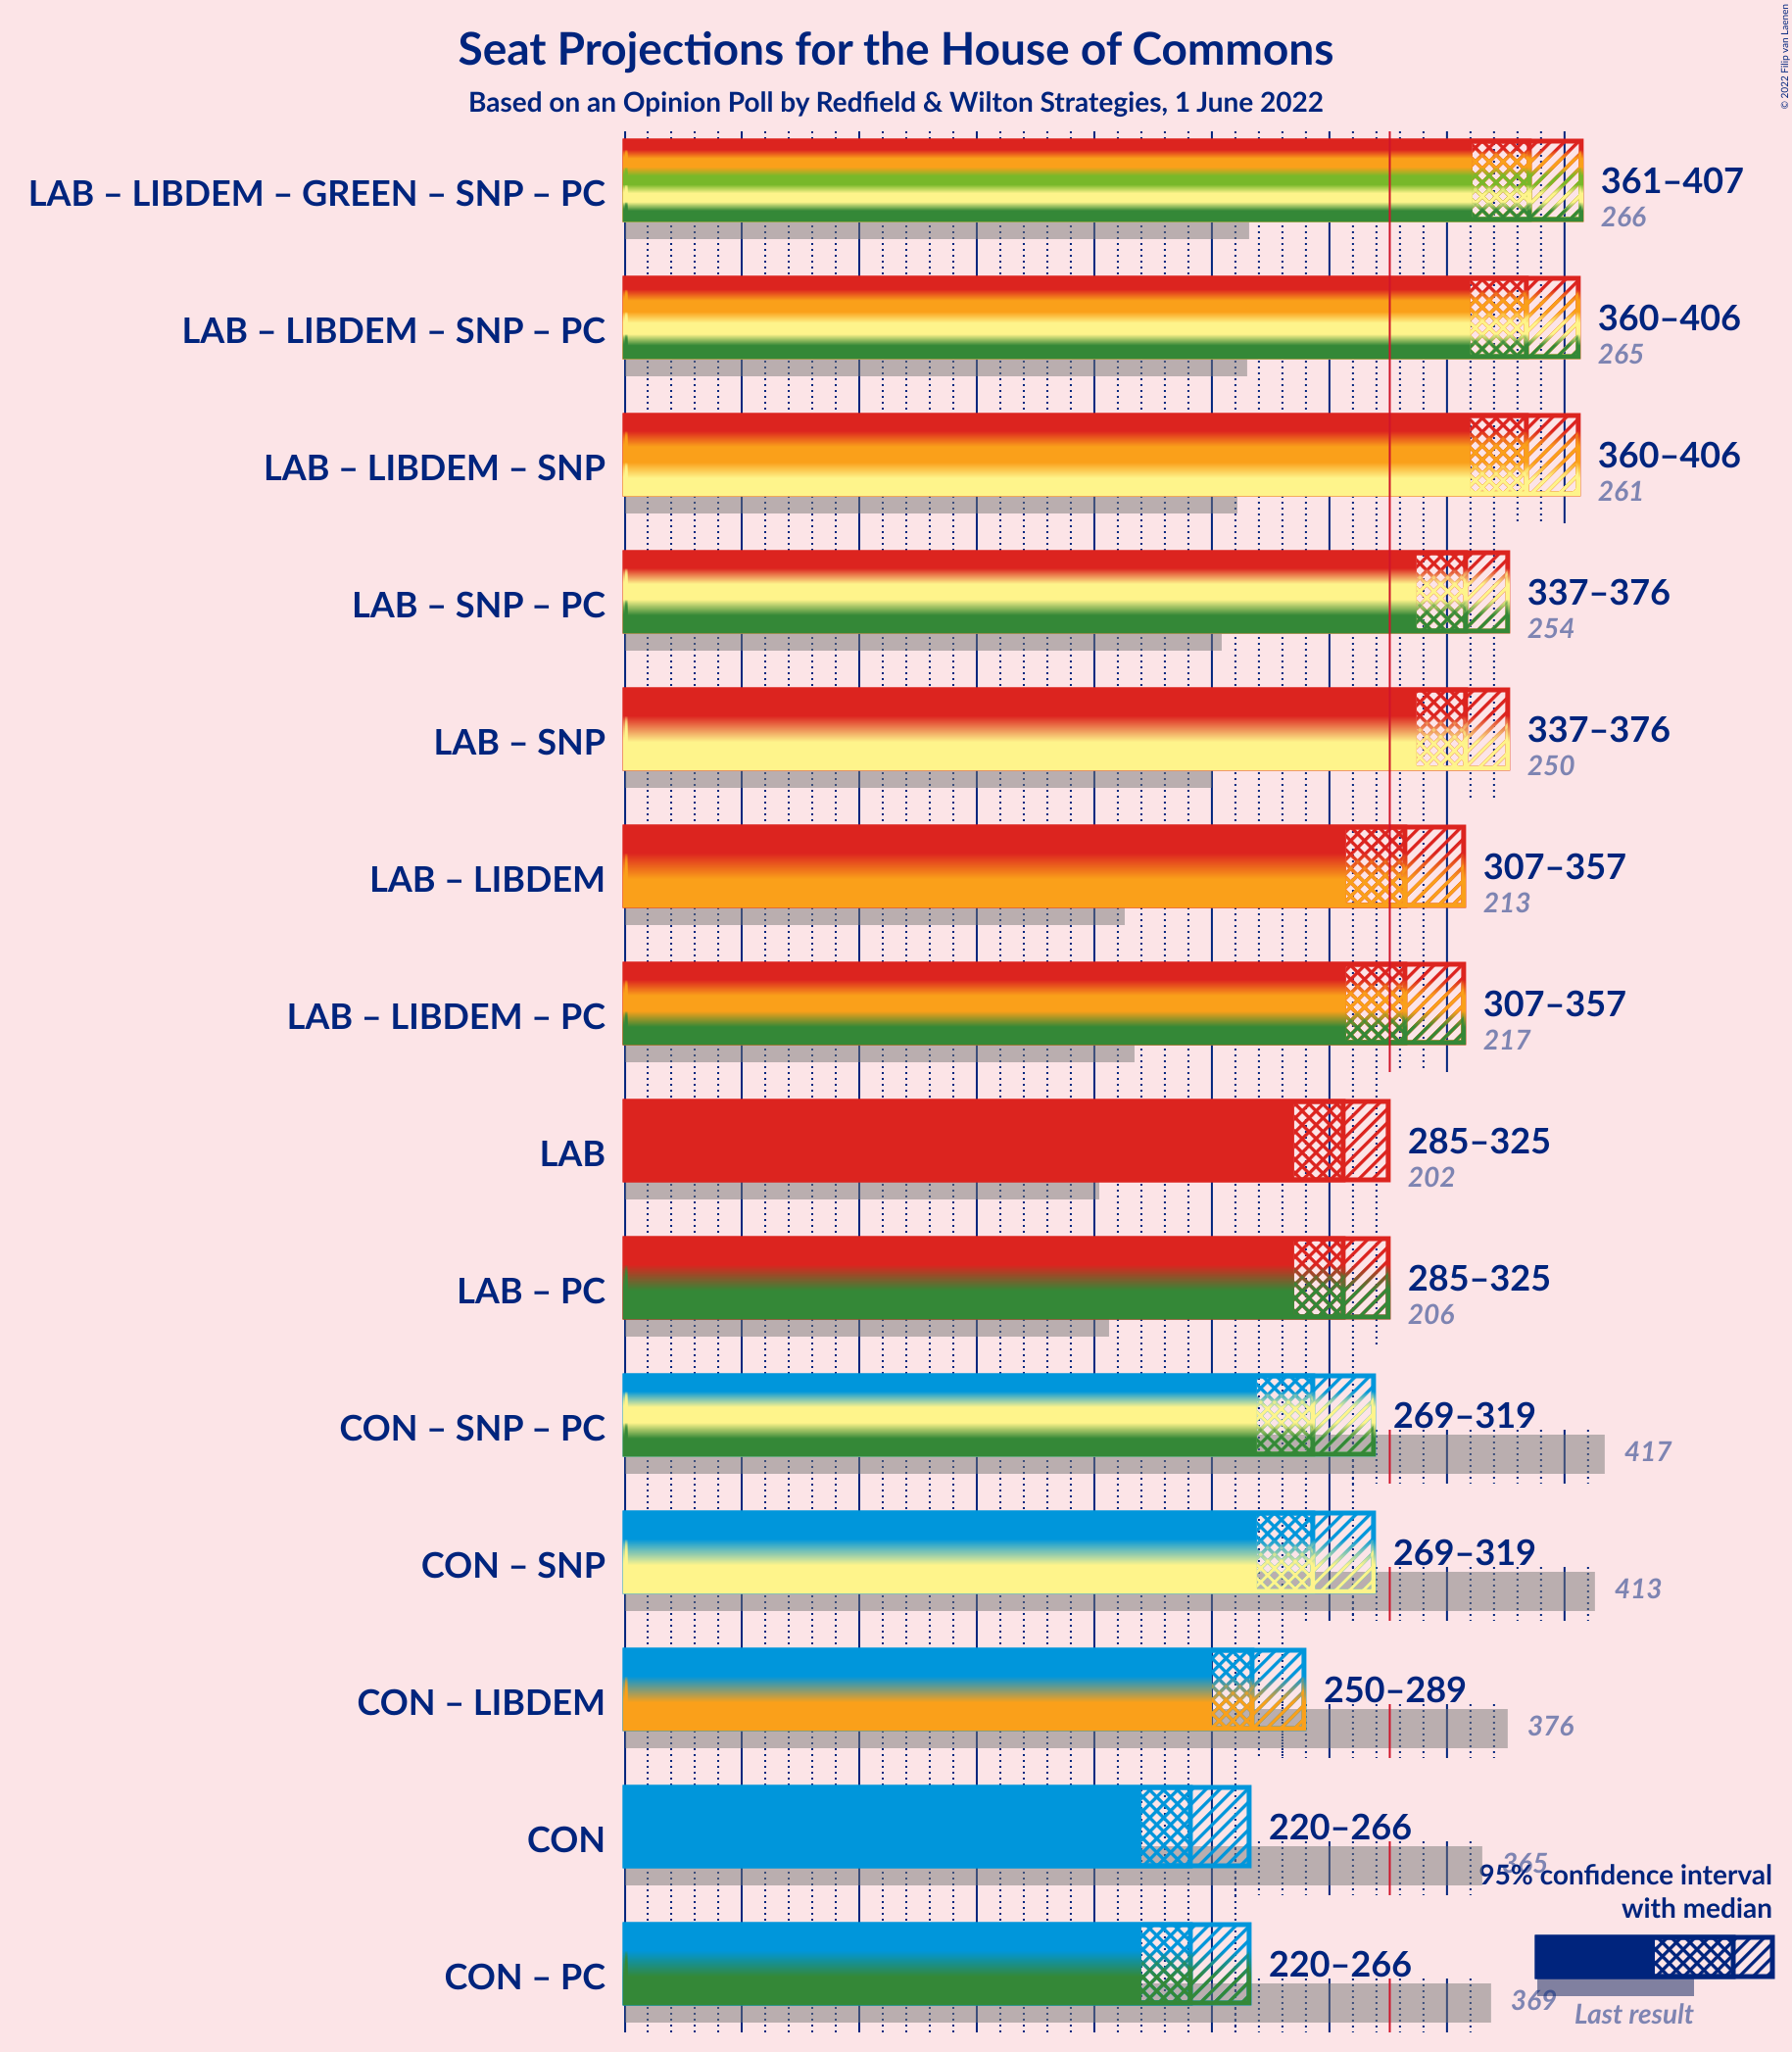 Seat Projections for the House of Commons
Based on an Opinion Poll by Redfield & Wilton Strategies, 1 June 2022
© 2022 Filip van Laenen
LAB – LIBDEM – GREEN – SNP – PC
361–407
266
LAB – LIBDEM – SNP – PC
360–406
265
LAB – LIBDEM – SNP
360–406
261
LAB – SNP – PC
337–376
254
LAB – SNP
337–376
250
LAB – LIBDEM
307–357
213
LAB – LIBDEM – PC
307–357
217
LAB
285–325
202
LAB – PC
285–325
206
CON – SNP – PC
269–319
417
CON – SNP
269–319
413
CON – LIBDEM
250–289
376
CON
220–266
365
CON – PC
220–266
369
95% confidence interval
with median
Last result